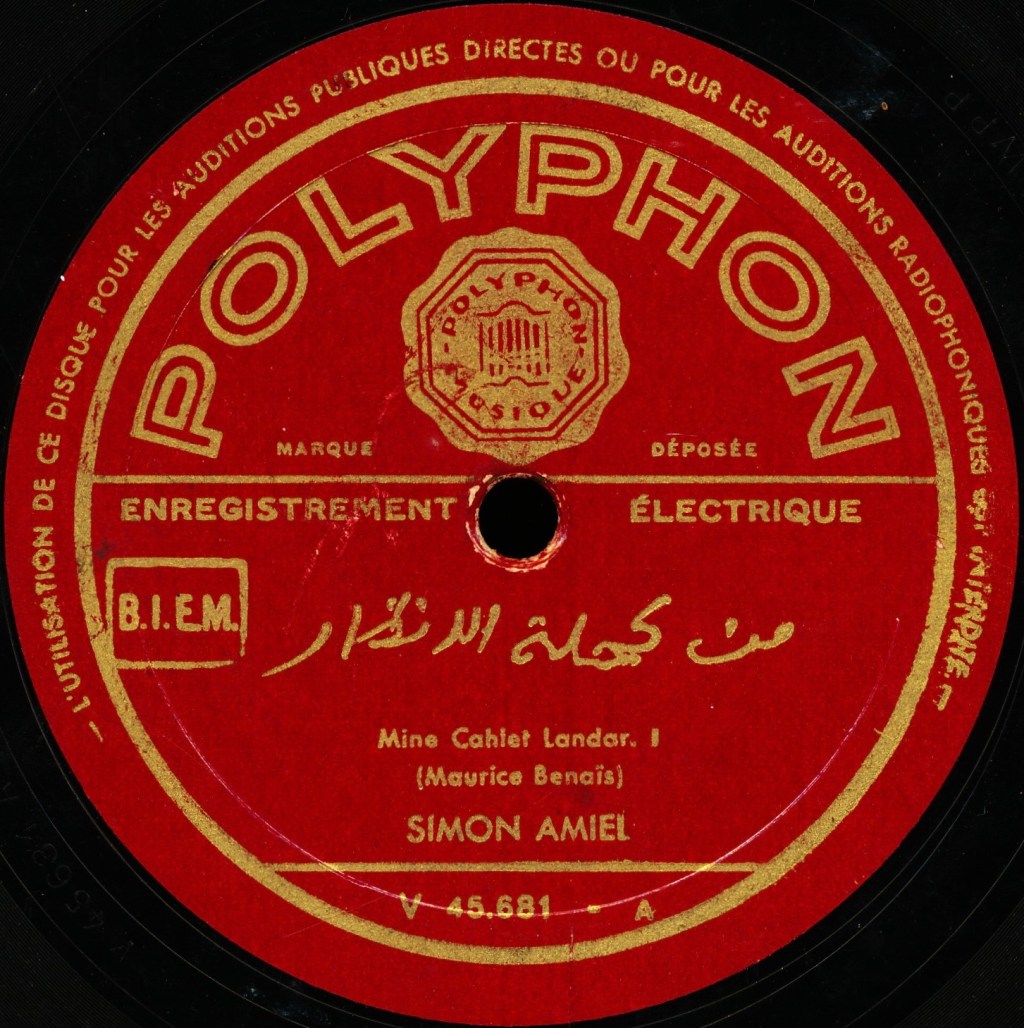 L'UTILISATION DE CE DISQUE POUR LES AUDITIONS PUBLIQUES DIRECTES OU POUR LES AUDITIONS RADIOPHONIQUES EST INTERDITE.
POLYPHON
POLYPHON
MUSIQUE
MARQUE DÉPOSÉE
ENREGISTREMENT ÉLECTRIQUE
B.I.E.M.
من كحلة الانظار
Mine Cahlet Landar. I
(Maurice Benaïs)
SIMON AMIEL
V 45.681 - A